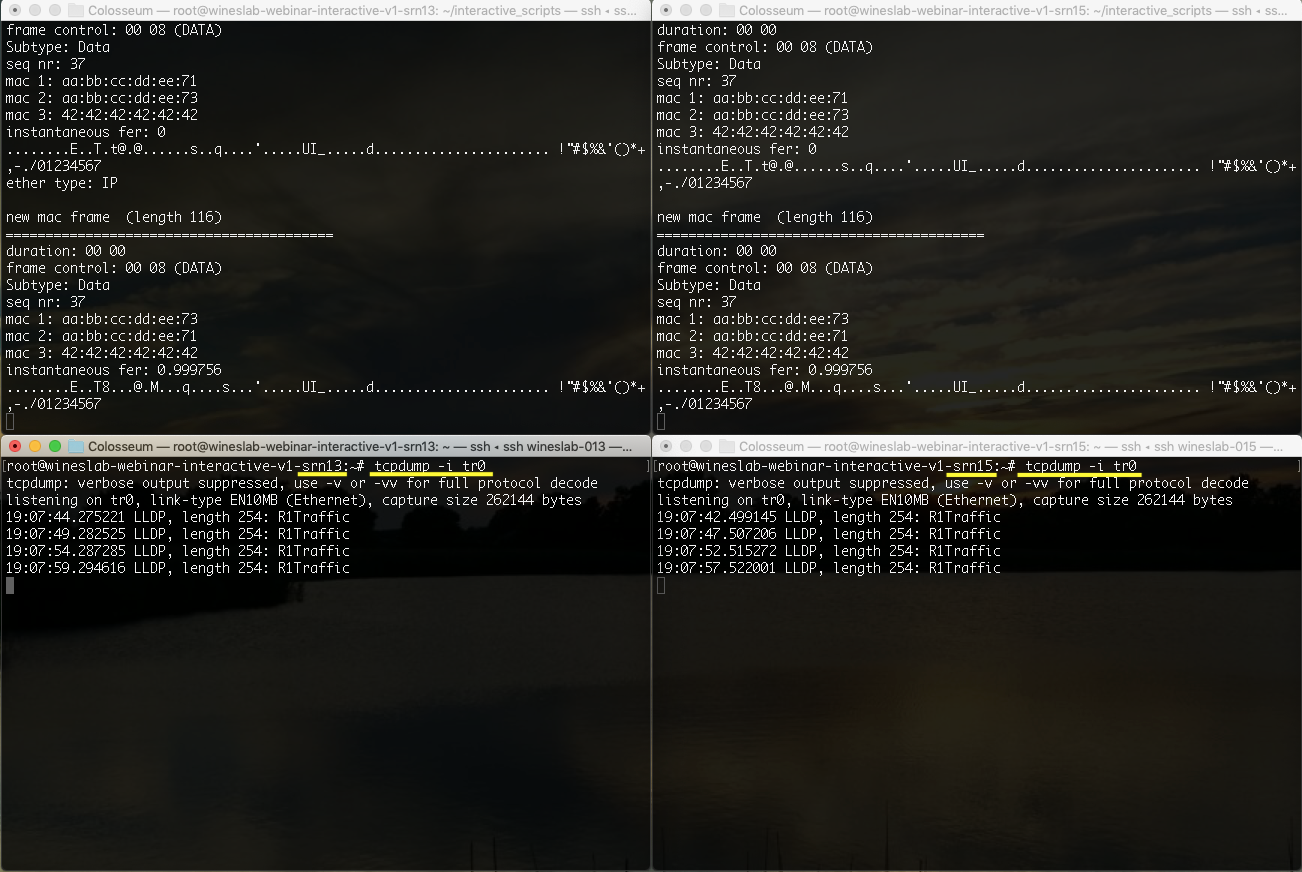 Colosseum — root@wineslab-webinar-interactive-v1-srn13: ~/interactive_scripts — ssh ◂ ss...
frame control: 00 08 (DATA)
Subtype: Data
seq nr: 37
mac 1: aa:bb:cc:dd:ee:71
mac 2: aa:bb:cc:dd:ee:73
mac 3: 42:42:42:42:42:42
instantaneous fer: 0
........E..T.t@.@......s..q....'.....UI_.....d...................... !"#$%&'()*+
,-./01234567
ether type: IP
new mac frame  (length 116)
=========================================
duration: 00 00
frame control: 00 08 (DATA)
Subtype: Data
seq nr: 37
mac 1: aa:bb:cc:dd:ee:73
mac 2: aa:bb:cc:dd:ee:71
mac 3: 42:42:42:42:42:42
instantaneous fer: 0.999756
........E..T8...@.M...q....s...'.....UI_.....d...................... !"#$%&'()*+
,-./01234567
Colosseum — root@wineslab-webinar-interactive-v1-srn15: ~/interactive_scripts — ssh ◂ ss...
duration: 00 00
frame control: 00 08 (DATA)
Subtype: Data
seq nr: 37
mac 1: aa:bb:cc:dd:ee:71
mac 2: aa:bb:cc:dd:ee:73
mac 3: 42:42:42:42:42:42
instantaneous fer: 0
........E..T.t@.@......s..q....'.....UI_.....d...................... !"#$%&'()*+
,-./01234567
new mac frame  (length 116)
=========================================
duration: 00 00
frame control: 00 08 (DATA)
Subtype: Data
seq nr: 37
mac 1: aa:bb:cc:dd:ee:73
mac 2: aa:bb:cc:dd:ee:71
mac 3: 42:42:42:42:42:42
instantaneous fer: 0.999756
........E..T8...@.M...q....s...'.....UI_.....d...................... !"#$%&'()*+
,-./01234567
Colosseum — root@wineslab-webinar-interactive-v1-srn13: ~ — ssh ◂ ssh wineslab-013 —...
[root@wineslab-webinar-interactive-v1-srn13:~# tcpdump -i tr0 ]
tcpdump: verbose output suppressed, use -v or -vv for full protocol decode
listening on tr0, link-type EN10MB (Ethernet), capture size 262144 bytes
19:07:44.275221 LLDP, length 254: R1Traffic
19:07:49.282525 LLDP, length 254: R1Traffic
19:07:54.287285 LLDP, length 254: R1Traffic
19:07:59.294616 LLDP, length 254: R1Traffic
Colosseum — root@wineslab-webinar-interactive-v1-srn15: ~ — ssh ◂ ssh wineslab-015 —...
[root@wineslab-webinar-interactive-v1-srn15:~# tcpdump -i tr0 ]
tcpdump: verbose output suppressed, use -v or -vv for full protocol decode
listening on tr0, link-type EN10MB (Ethernet), capture size 262144 bytes
19:07:42.499145 LLDP, length 254: R1Traffic
19:07:47.507206 LLDP, length 254: R1Traffic
19:07:52.515272 LLDP, length 254: R1Traffic
19:07:57.522001 LLDP, length 254: R1Traffic